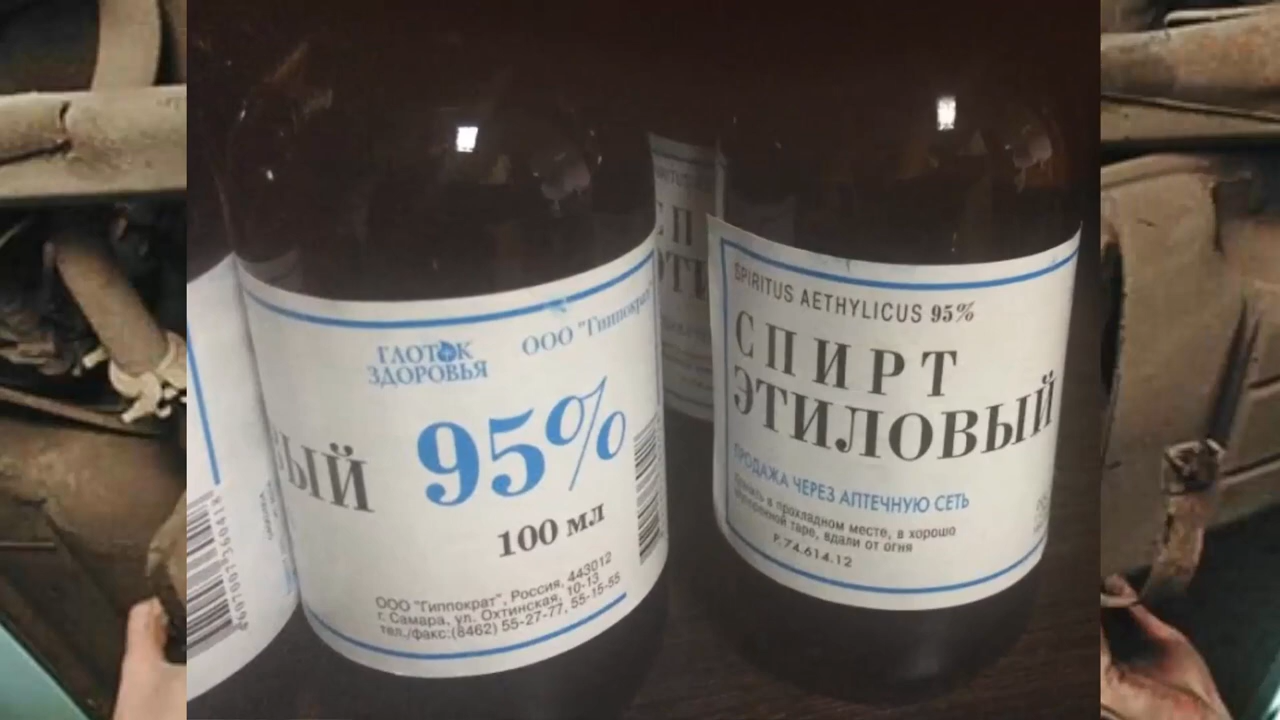 ГЛОТОК
ЗДОРОВЬЯ
ООО "Гиппократ"
ЫЙ 95%
100 мл
ООО "Гиппократ", Россия, 443012
г. Самара, ул. Охтинская, 10-13
тел./факс:(8462) 55-27-77, 55-15-55
SPIRITUS AETHYLICUS 95%
СПИРТ
ЭТИЛОВЫЙ
ПРОДАЖА ЧЕРЕЗ АПТЕЧНУЮ СЕТЬ
в прохладном месте, в хорошо
таре, вдали от огня
Р.74.614.12
СП
ЭТИ